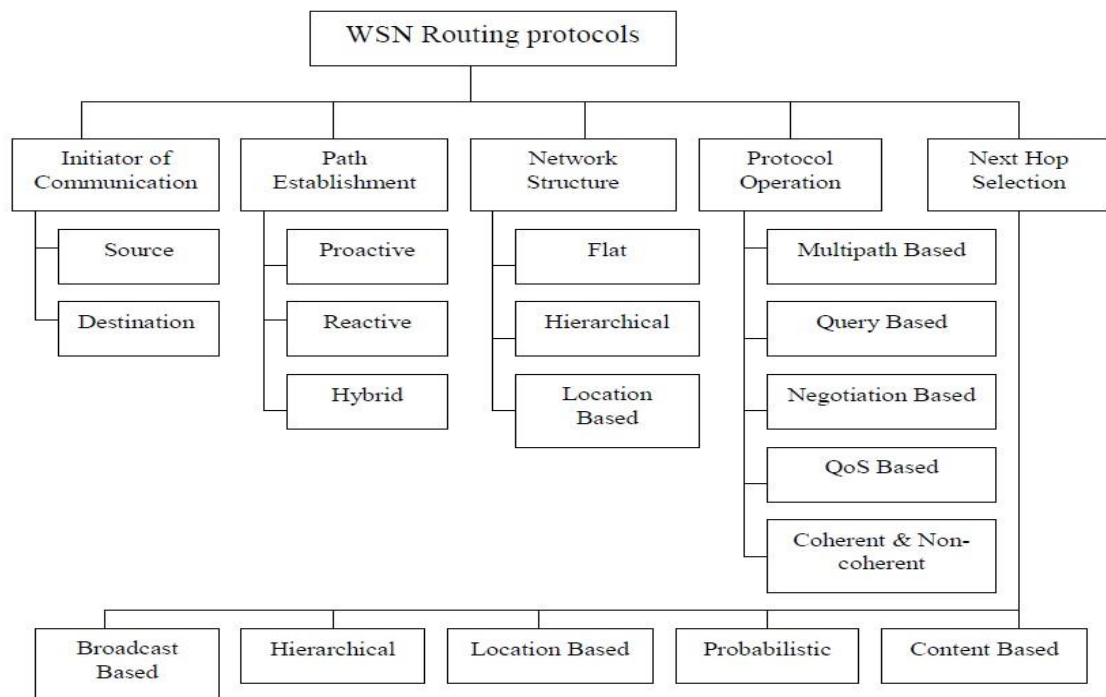 WSN Routing protocols
Initiator of
Communication
Path
Establishment
Network
Structure
Protocol
Operation
Next Hop
Selection
Source
Destination
Proactive
Reactive
Hybrid
Flat
Hierarchical
Location
Based
Multipath Based
Query Based
Negotiation Based
QoS Based
Coherent & Non-
coherent
Broadcast
Based
Hierarchical
Location Based
Probabilistic
Content Based